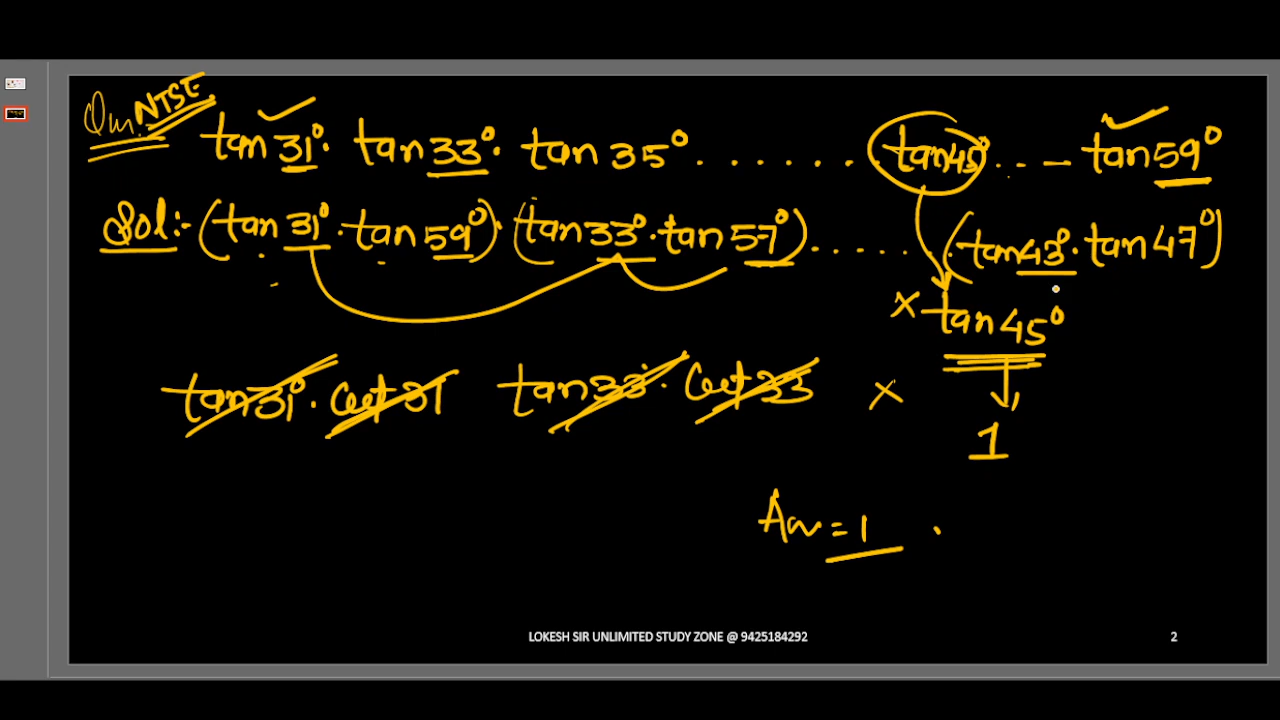 Qu. NTSE
tan 31°. tan 33°. tan 35° . . . . . . . tan 45° . . . – tan 59°
Sol:- (tan 31° . tan 59°) . (tan 33° . tan 57°) . . . . . . (tan 43° . tan 47°)
× tan 45°
tan 31° . cot 31 tan 33° . cot 33 × 1
An = 1 .
LOKESH SIR UNLIMITED STUDY ZONE @ 9425184292 2